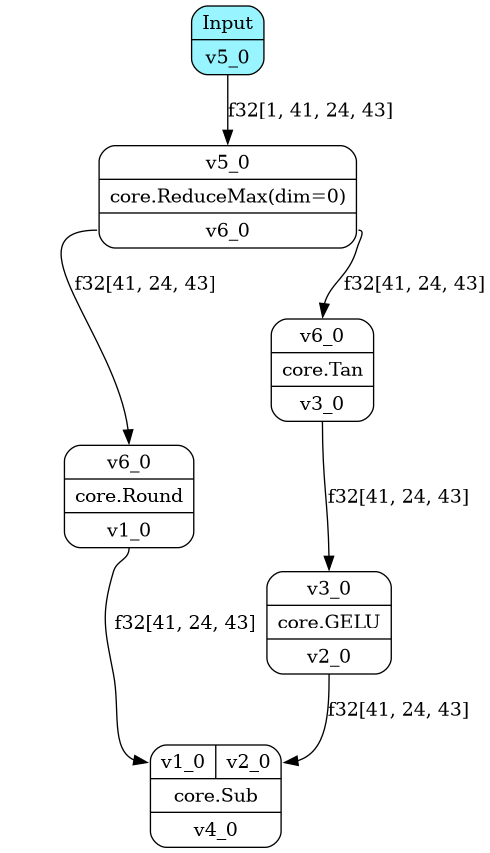 Input
v5_0
f32[1, 41, 24, 43]
v5_0
core.ReduceMax(dim=0)
v6_0
f32[41, 24, 43]
f32[41, 24, 43]
v6_0
core.Tan
v3_0
v6_0
core.Round
v1_0
f32[41, 24, 43]
v3_0
core.GELU
v2_0
f32[41, 24, 43]
f32[41, 24, 43]
v1_0 v2_0
core.Sub
v4_0